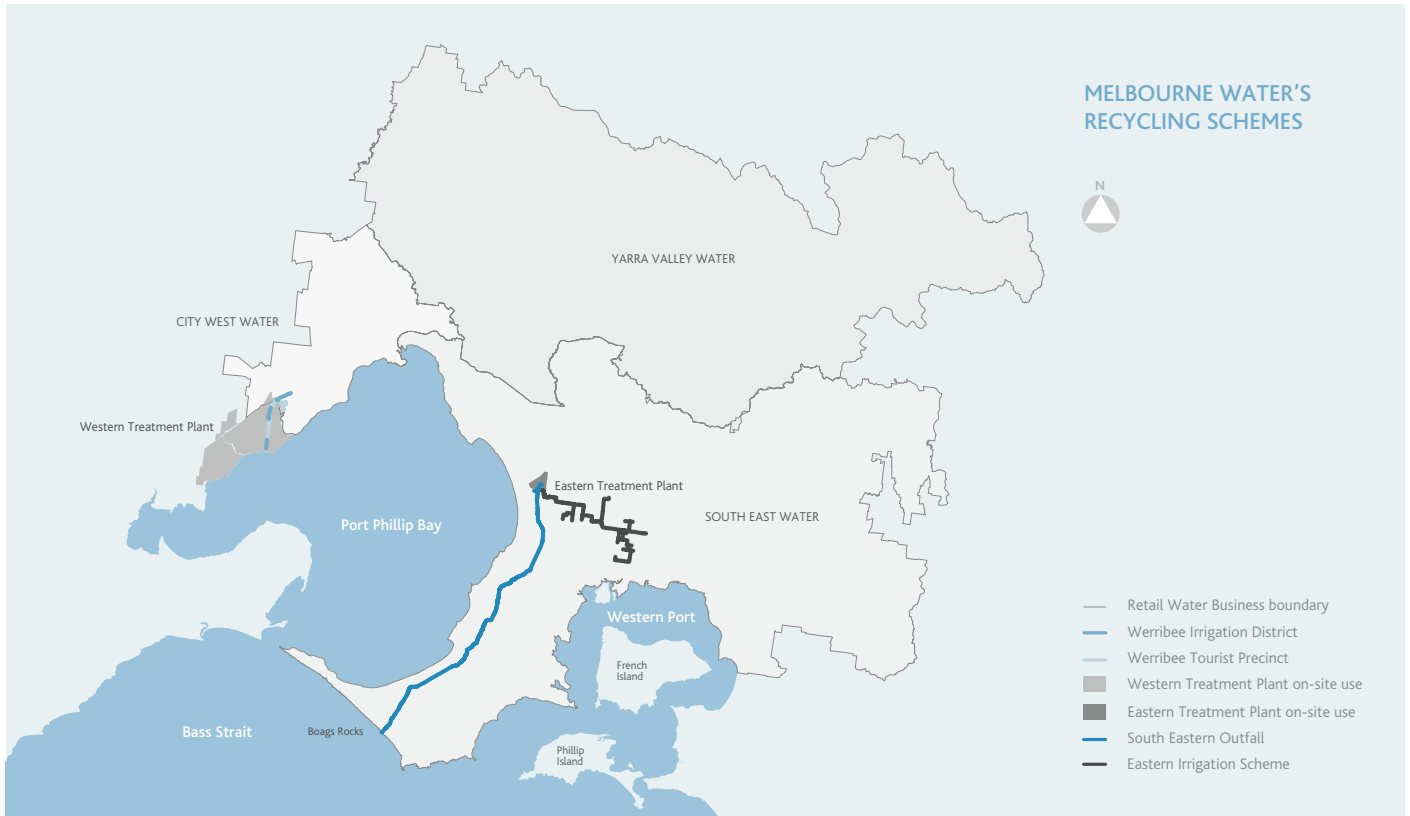 MELBOURNE WATER'S
RECYCLING SCHEMES
N
YARRA VALLEY WATER
CITY WEST WATER
Western Treatment Plant
Eastern Treatment Plant
Port Phillip Bay
SOUTH EAST WATER
Western Port
French
Island
Bass Strait
Boags Rocks
Phillip
Island
Retail Water Business boundary
Werribee Irrigation District
Werribee Tourist Precinct
Western Treatment Plant on-site use
Eastern Treatment Plant on-site use
South Eastern Outfall
Eastern Irrigation Scheme